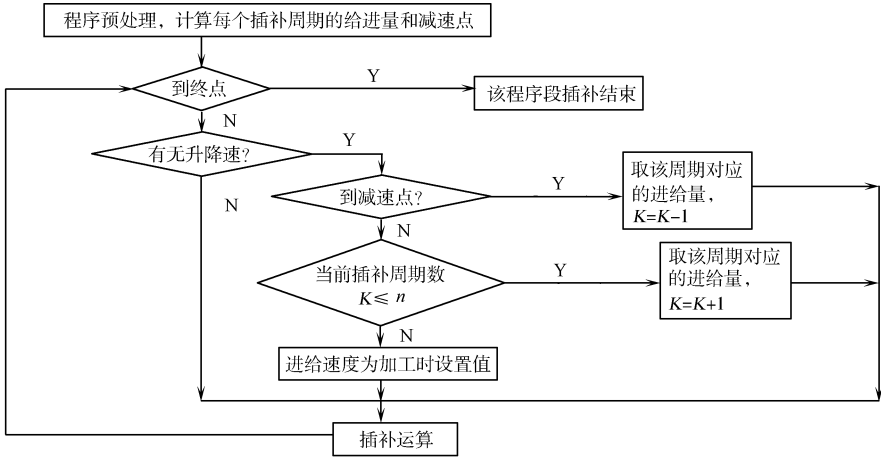 程序预处理，计算每个插补周期的给进量和减速点
到终点
Y
该程序段插补结束
N
有无升降速?
Y
N
到减速点?
Y
取该周期对应
的进给量，
K=K-1
N
当前插补周期数
K≤ n
Y
取该周期对应
的进给量，
K=K+1
N
进给速度为加工时设置值
插补运算